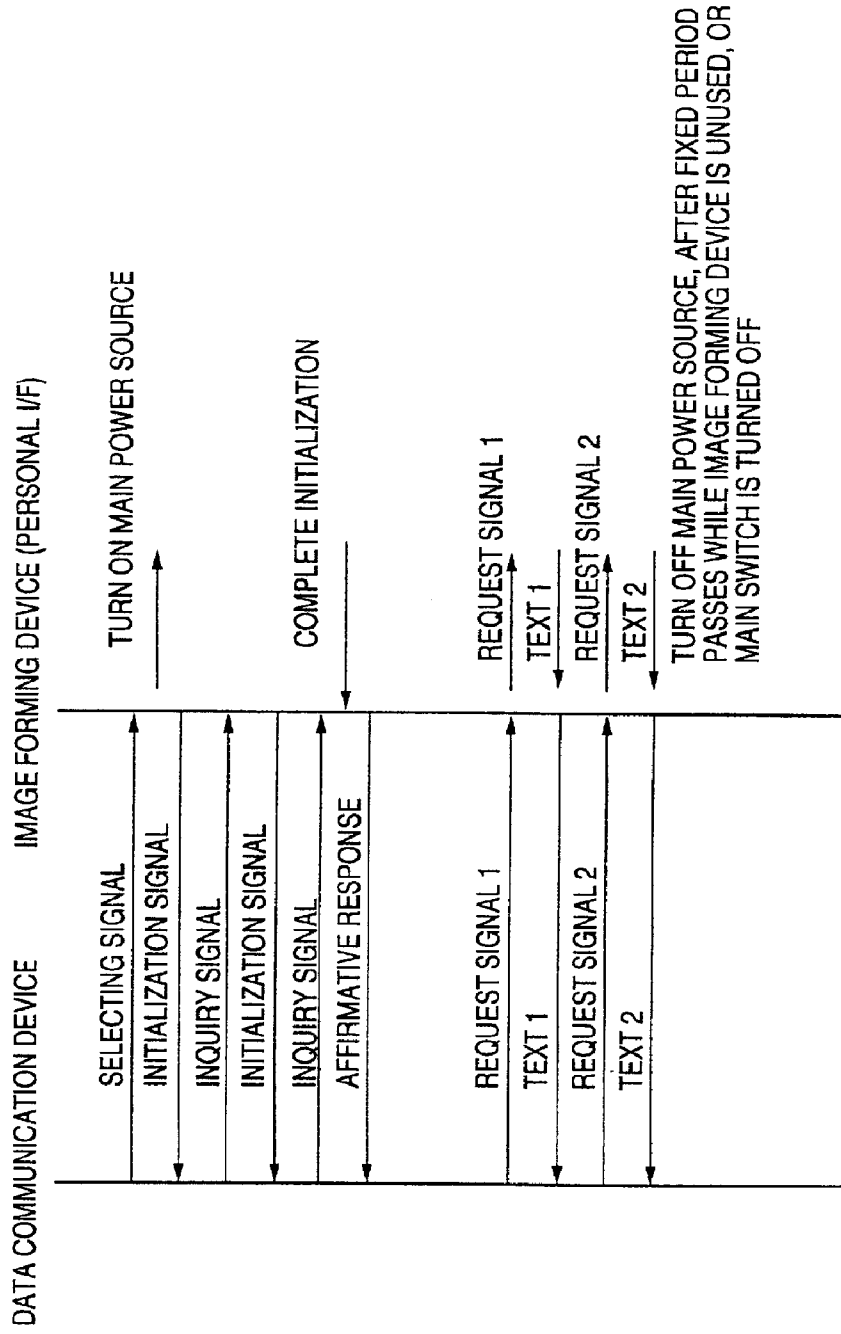 DATA COMMUNICATION DEVICE
IMAGE FORMING DEVICE (PERSONAL I/F)
SELECTING SIGNAL
TURN ON MAIN POWER SOURCE
INITIALIZATION SIGNAL
INQUIRY SIGNAL
INITIALIZATION SIGNAL
INQUIRY SIGNAL
COMPLETE INITIALIZATION
AFFIRMATIVE RESPONSE
REQUEST SIGNAL 1
REQUEST SIGNAL 1
TEXT 1
TEXT 1
REQUEST SIGNAL 2
REQUEST SIGNAL 2
TEXT 2
TEXT 2
TURN OFF MAIN POWER SOURCE, AFTER FIXED PERIOD
PASSES WHILE IMAGE FORMING DEVICE IS UNUSED, OR
MAIN SWITCH IS TURNED OFF